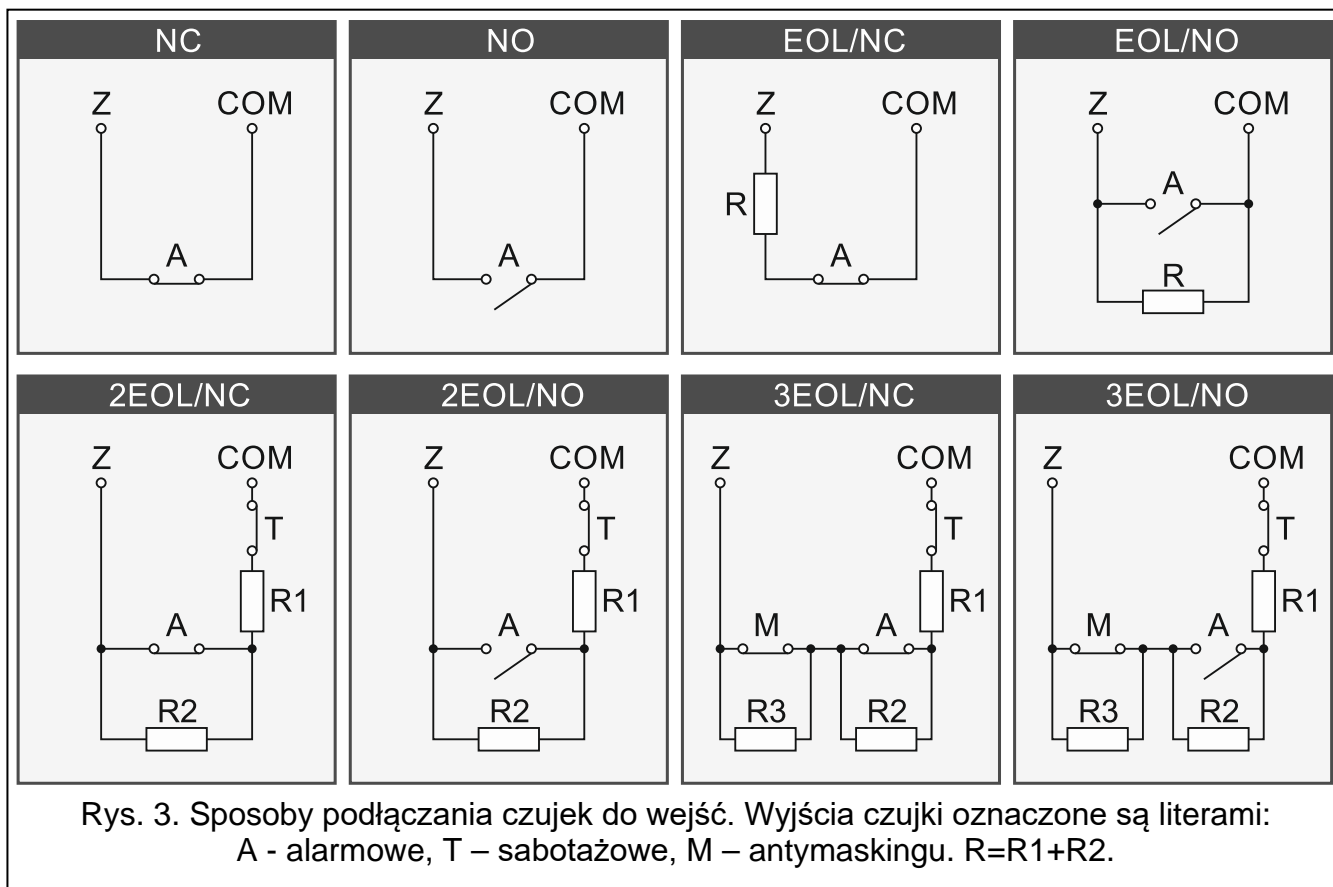 NC
NO
EOL/NC
EOL/NO
Z COM
Z COM
Z COM
Z COM
A
A
R
A
A
R
2EOL/NC
2EOL/NO
3EOL/NC
3EOL/NO
Z COM
Z COM
Z COM
Z COM
T
R1
A
R2
T
R1
A
R2
T
R1
M A
R3 R2
T
R1
M A
R3 R2
Rys. 3. Sposoby podłączania czujek do wejść. Wyjścia czujki oznaczone są literami:
A - alarmowe, T – sabotażowe, M – antymaskingu. R=R1+R2.